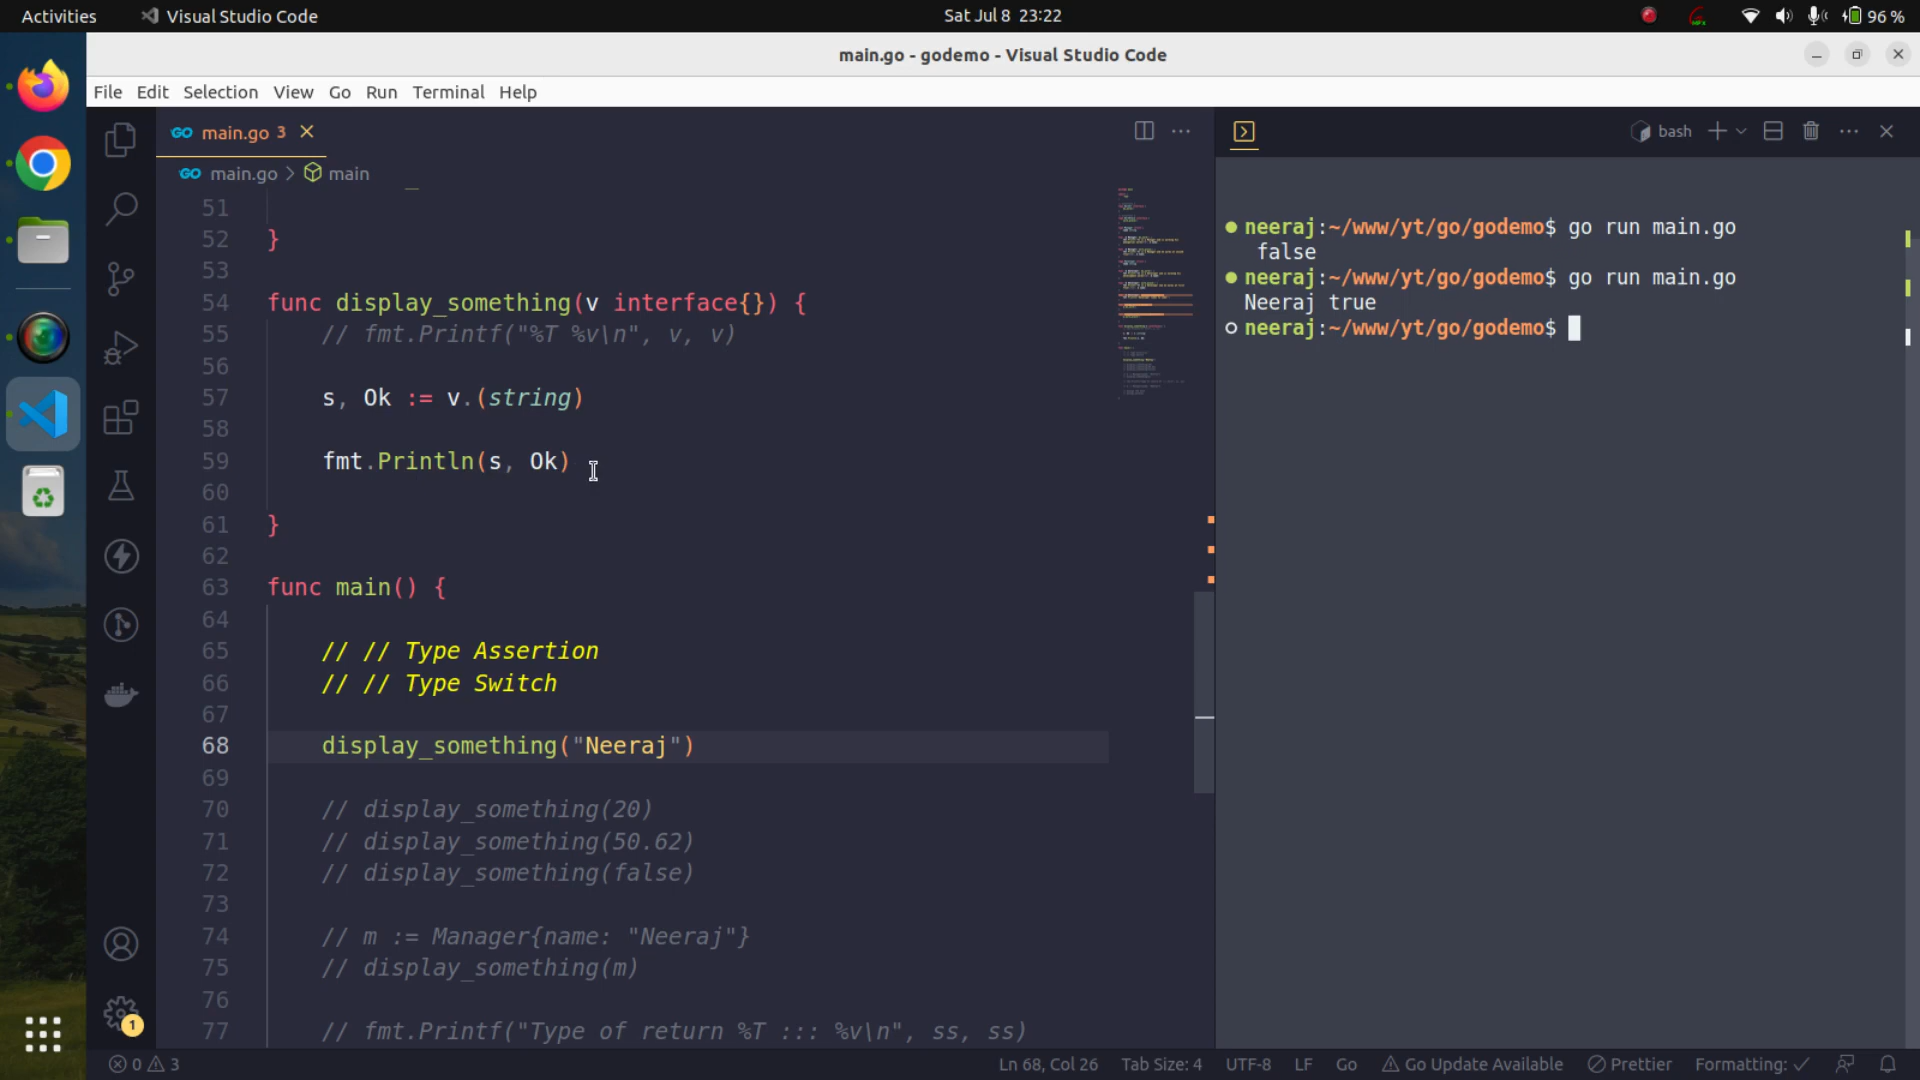 Activities
Visual Studio Code
Sat Jul 8 23:22
96 %
main.go - godemo - Visual Studio Code
File Edit Selection View Go Run Terminal Help
GO main.go 3
bash
GO main.go > main
51
52 }
53
54 func display_something(v interface{}) {
55 // fmt.Printf("%T %v\n", v, v)
56
57 s, Ok := v.(string)
58
59 fmt.Println(s, Ok)
60
61 }
62
63 func main() {
64
65 // // Type Assertion
66 // // Type Switch
67
68 display_something("Neeraj")
69
70 // display_something(20)
71 // display_something(50.62)
72 // display_something(false)
73
74 // m := Manager{name: "Neeraj"}
75 // display_something(m)
76
77 // fmt.Printf("Type of return %T ::: %v\n", ss, ss)
neeraj:~/www/yt/go/godemo$ go run main.go
false
neeraj:~/www/yt/go/godemo$ go run main.go
Neeraj true
neeraj:~/www/yt/go/godemo$
1
0 3
Ln 68, Col 26
Tab Size: 4
UTF-8
LF
Go
Go Update Available
Prettier
Formatting: ✓